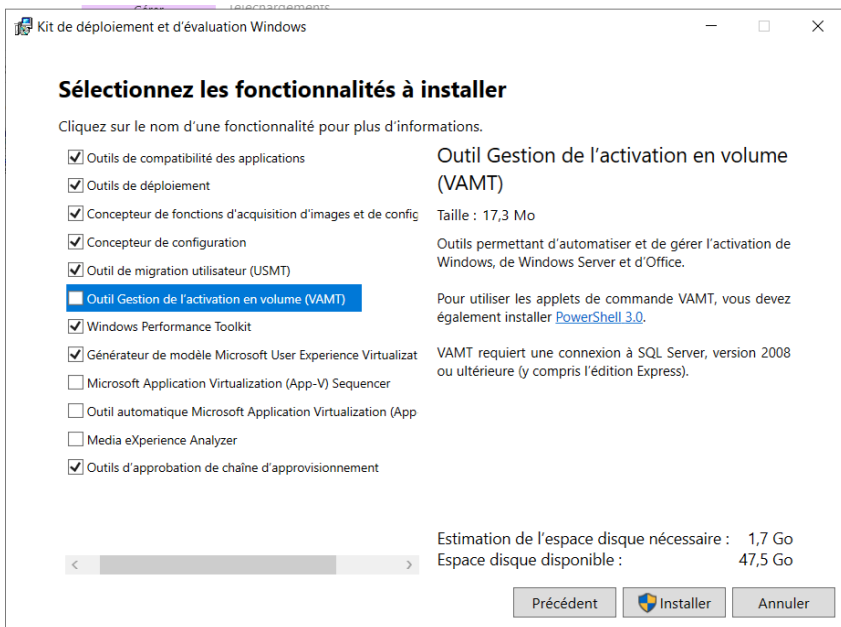 Gérer
Téléchargements
Kit de déploiement et d'évaluation Windows
Sélectionnez les fonctionnalités à installer
Cliquez sur le nom d'une fonctionnalité pour plus d'informations.
Outils de compatibilité des applications
Outils de déploiement
Concepteur de fonctions d'acquisition d'images et de config
Concepteur de configuration
Outil de migration utilisateur (USMT)
Outil Gestion de l'activation en volume (VAMT)
Windows Performance Toolkit
Générateur de modèle Microsoft User Experience Virtualizat
Microsoft Application Virtualization (App-V) Sequencer
Outil automatique Microsoft Application Virtualization (App
Media eXperience Analyzer
Outils d'approbation de chaîne d'approvisionnement
Outil Gestion de l'activation en volume
(VAMT)
Taille : 17,3 Mo
Outils permettant d'automatiser et de gérer l'activation de
Windows, de Windows Server et d'Office.
Pour utiliser les applets de commande VAMT, vous devez
également installer PowerShell 3.0.
VAMT requiert une connexion à SQL Server, version 2008
ou ultérieure (y compris l'édition Express).
Estimation de l'espace disque nécessaire : 1,7 Go
Espace disque disponible : 47,5 Go
Précédent
Installer
Annuler